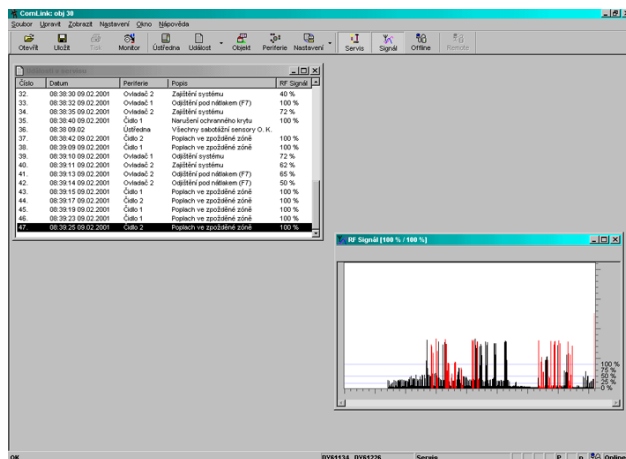 ComLink: obj 30
Soubor Upravit Zobrazit Nastavení Okno Nápověda
Otevřít Uložit Tisk Monitor Ústředna Událost Objekt Periferie Nastavení Servis Signál Offline Remote
Číslo Datum Periferie Popis RF Signál
32. 08:38:30 09.02.2001 Ovladač 2 Zajištění systému 40 %
33. 08:38:32 09.02.2001 Ovladač 1 Odjištění pod nátlakem (F7) 100 %
34. 08:38:35 09.02.2001 Ovladač 2 Zajištění systému 72 %
35. 08:38:40 09.02.2001 Čidlo 1 Narušení ochranného krytu 100 %
36. 08:38 09.02 Ústředna Všechny sabotážní sensory O. K.
37. 08:38:42 09.02.2001 Čidlo 2 Poplach ve zpožděné zóně 100 %
38. 08:39:09 09.02.2001 Čidlo 1 Poplach ve zpožděné zóně 100 %
39. 08:39:10 09.02.2001 Ovladač 1 Odjištění systému 72 %
40. 08:39:11 09.02.2001 Ovladač 2 Zajištění systému 62 %
41. 08:39:13 09.02.2001 Ovladač 2 Odjištění pod nátlakem (F7) 65 %
42. 08:39:14 09.02.2001 Ovladač 2 Odjištění pod nátlakem (F7) 50 %
43. 08:39:15 09.02.2001 Čidlo 1 Poplach ve zpožděné zóně 100 %
44. 08:39:17 09.02.2001 Čidlo 2 Poplach ve zpožděné zóně 100 %
45. 08:39:19 09.02.2001 Čidlo 1 Poplach ve zpožděné zóně 100 %
46. 08:39:23 09.02.2001 Čidlo 1 Poplach ve zpožděné zóně 100 %
47. 08:39:25 09.02.2001 Čidlo 2 Poplach ve zpožděné zóně 100 %
RF Signál [100 % / 100 %]
100 %
75 %
50 %
25 %
0 %
OK DY61134, DY61226 Servis P n Online